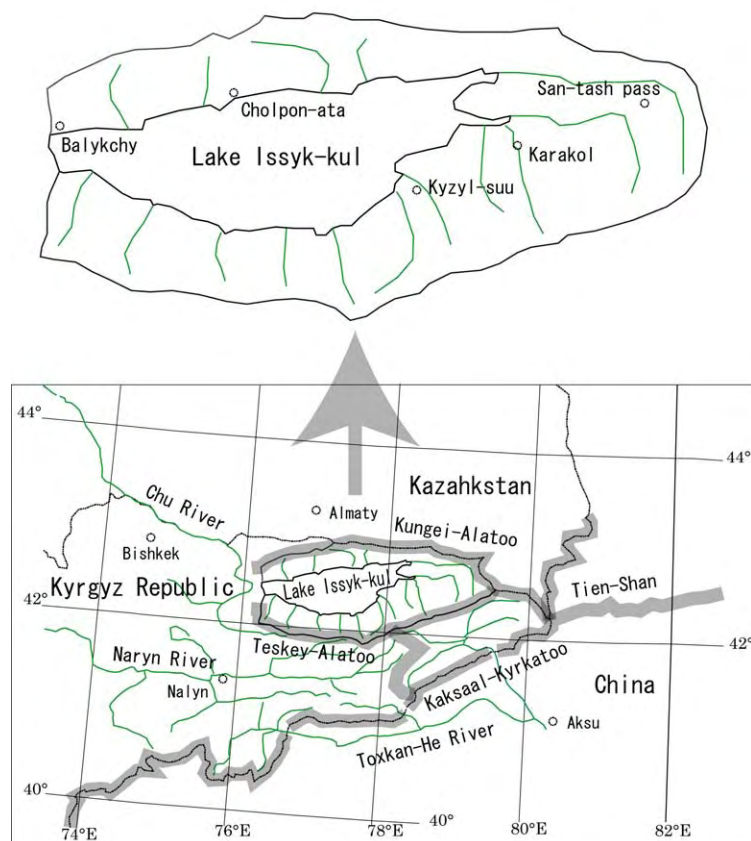 San-tash pass
Cholpon-ata
Balykchy
Lake Issyk-kul
Karakol
Kyzyl-suu
44°
44°
Kazahkstan
Chu River
Almaty
Kungei-Alatoo
Bishkek
Lake Issyk-kul
Kyrgyz Republic
Tien-Shan
42°
42°
Teskey-Alatoo
Naryn River
Kaksaal-Kyrkatoo
Nalyn
China
Aksu
Toxkan-He River
40°
40°
74°E
76°E
78°E
80°E
82°E